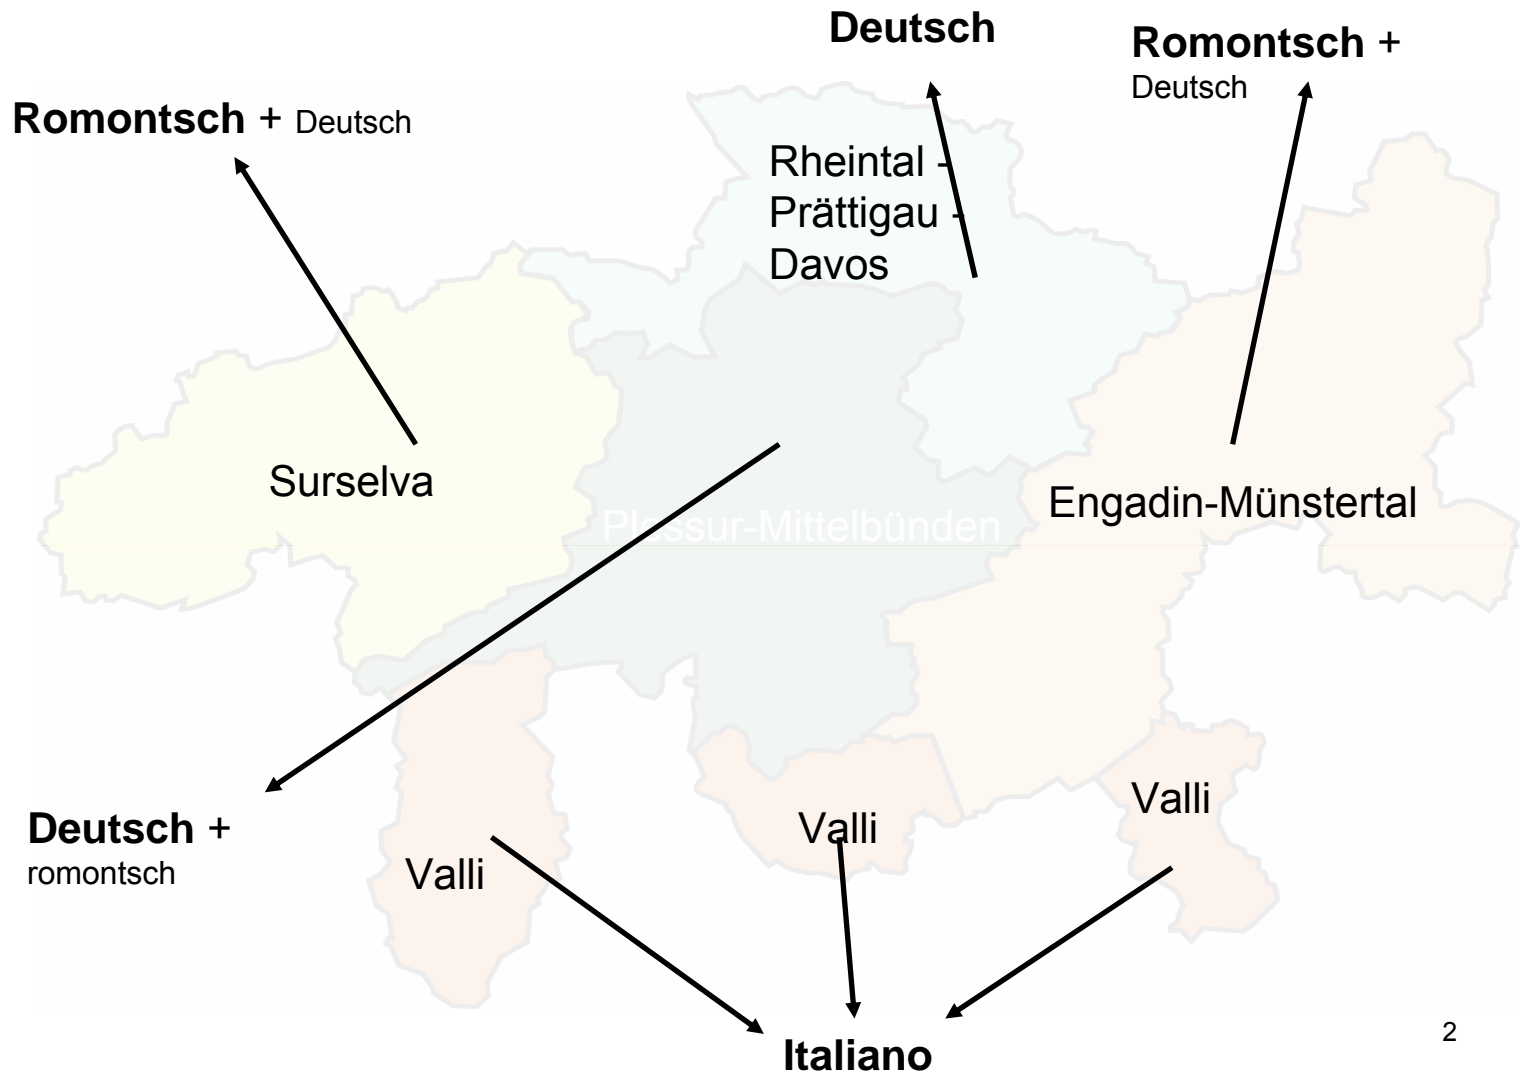 Deutsch
Romontsch +
Deutsch
Romontsch + Deutsch
Rheintal -
Prättigau -
Davos
Surselva
Engadin-Münstertal
Plessur-Mittelbünden
Valli
Deutsch +
romontsch
Valli
Valli
2
Italiano